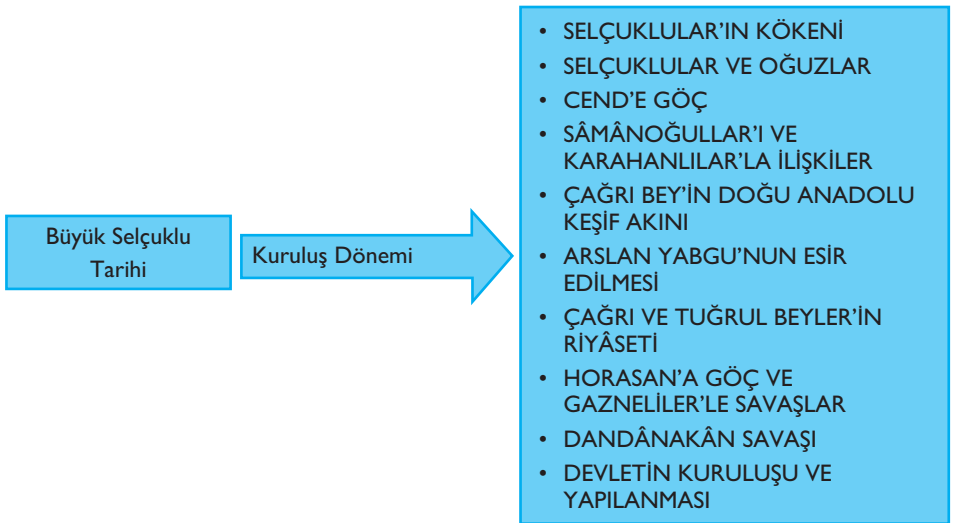 Büyük Selçuklu
Tarihi
Kuruluş Dönemi
• SELÇUKLULAR’IN KÖKENİ
• SELÇUKLULAR VE OĞUZLAR
• CEND’E GÖÇ
• SÂMÂNOĞULLAR’I VE
KARAHANLILAR’LA İLİŞKİLER
• ÇAĞRI BEY’İN DOĞU ANADOLU
KEŞİF AKINI
• ARSLAN YABGU’NUN ESİR
EDİLMESİ
• ÇAĞRI VE TUĞRUL BEYLER’İN
RİYÂSETİ
• HORASAN’A GÖÇ VE
GAZNELİLER’LE SAVAŞLAR
• DANDÂNAKÂN SAVAŞI
• DEVLETİN KURULUŞU VE
YAPILANMASI